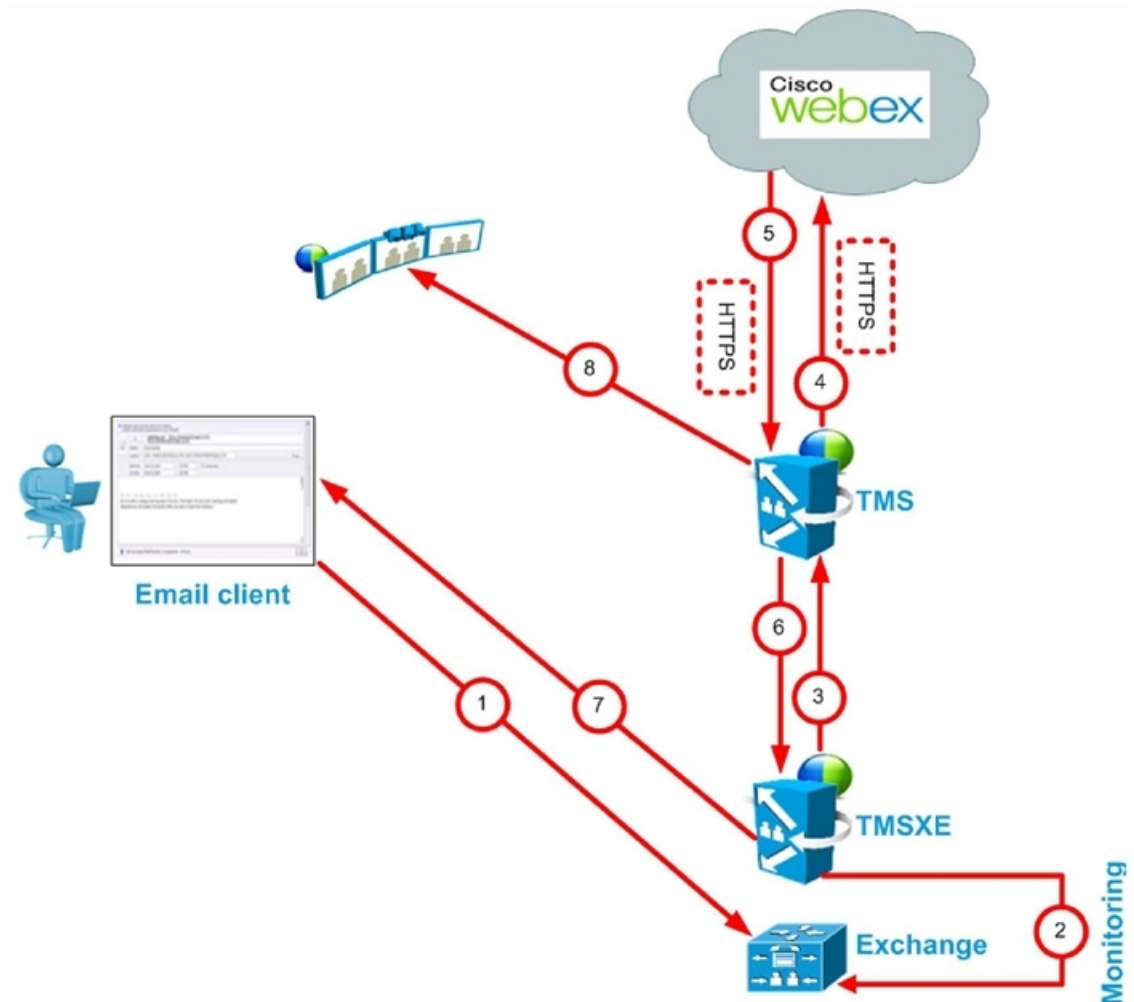 Cisco
webex
5
HTTPS
HTTPS
8
4
TMS
Email client
6
3
1
7
TMSXE
Exchange
2
Monitoring